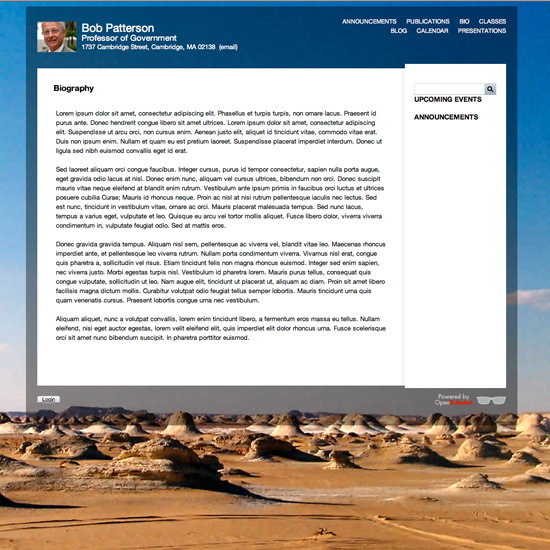 Bob Patterson
Professor of Government
1737 Cambridge Street, Cambridge, MA 02138 (email)
ANNOUNCEMENTS PUBLICATIONS BIO CLASSES
BLOG CALENDAR PRESENTATIONS
Biography
Lorem ipsum dolor sit amet, consectetur adipiscing elit. Phasellus et turpis turpis, non ornare lacus. Praesent id
purus ante. Donec hendrerit congue libero sit amet ultrices. Lorem ipsum dolor sit amet, consectetur adipiscing
elit. Suspendisse ut arcu orci, non cursus enim. Aenean justo elit, aliquet id tincidunt vitae, commodo vitae erat.
Duis non ipsum enim. Nullam et quam eu est pretium laoreet. Suspendisse placerat imperdiet interdum. Donec ut
ligula sed nibh euismod convallis eget id erat.
Sed laoreet aliquam orci congue faucibus. Integer cursus, purus id tempor consectetur, sapien nulla porta augue,
eget gravida odio lacus at nisl. Donec enim nunc, aliquam vel cursus ultrices, bibendum non orci. Donec suscipit
mauris vitae neque eleifend at blandit enim rutrum. Vestibulum ante ipsum primis in faucibus orci luctus et ultrices
posuere cubilia Curae; Mauris id rhoncus neque. Proin ac nisl at nisi rutrum pellentesque iaculis nec lectus. Sed
est nunc, tincidunt in vestibulum vitae, ornare ac orci. Mauris placerat malesuada tempus. Sed nunc lacus,
tempus a varius eget, vulputate et leo. Quisque eu arcu vel tortor mollis aliquet. Fusce libero dolor, viverra viverra
condimentum in, vulputate feugiat odio. Sed at mattis eros.
Donec gravida gravida tempus. Aliquam nisl sem, pellentesque ac viverra vel, blandit vitae leo. Maecenas rhoncus
imperdiet ante, et pellentesque leo viverra rutrum. Nullam porta condimentum viverra. Vivamus nisl erat, congue
quis pharetra a, sollicitudin vel risus. Etiam tincidunt felis non magna rhoncus euismod. Integer sed enim sapien,
nec viverra justo. Morbi egestas turpis nisl. Vestibulum id pharetra lorem. Mauris purus tellus, consequat quis
congue vulputate, sollicitudin ut leo. Nam augue elit, tincidunt ut placerat ut, aliquam ac diam. Proin sit amet libero
facilisis magna dictum mollis. Curabitur volutpat odio feugiat tellus semper lobortis. Mauris tincidunt urna quis
quam venenatis cursus. Praesent lobortis congue urna nec vestibulum.
Aliquam aliquet, nunc a volutpat convallis, lorem enim tincidunt libero, a fermentum eros massa eu tellus. Nullam
eleifend, nisi eget auctor egestas, lorem velit eleifend elit, quis imperdiet elit dolor rhoncus urna. Fusce scelerisque
orci sit amet nunc bibendum suscipit. In pharetra porttitor euismod.
UPCOMING EVENTS
ANNOUNCEMENTS
Login
Powered by
OpenScholar